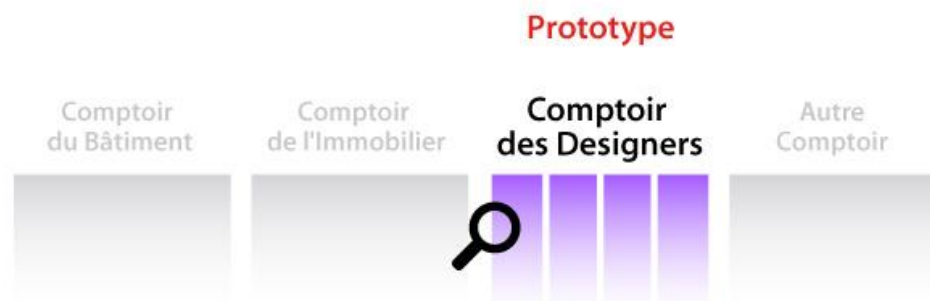 Prototype
Comptoir
du Bâtiment
Comptoir
de l'Immobilier
Comptoir
des Designers
Autre
Comptoir